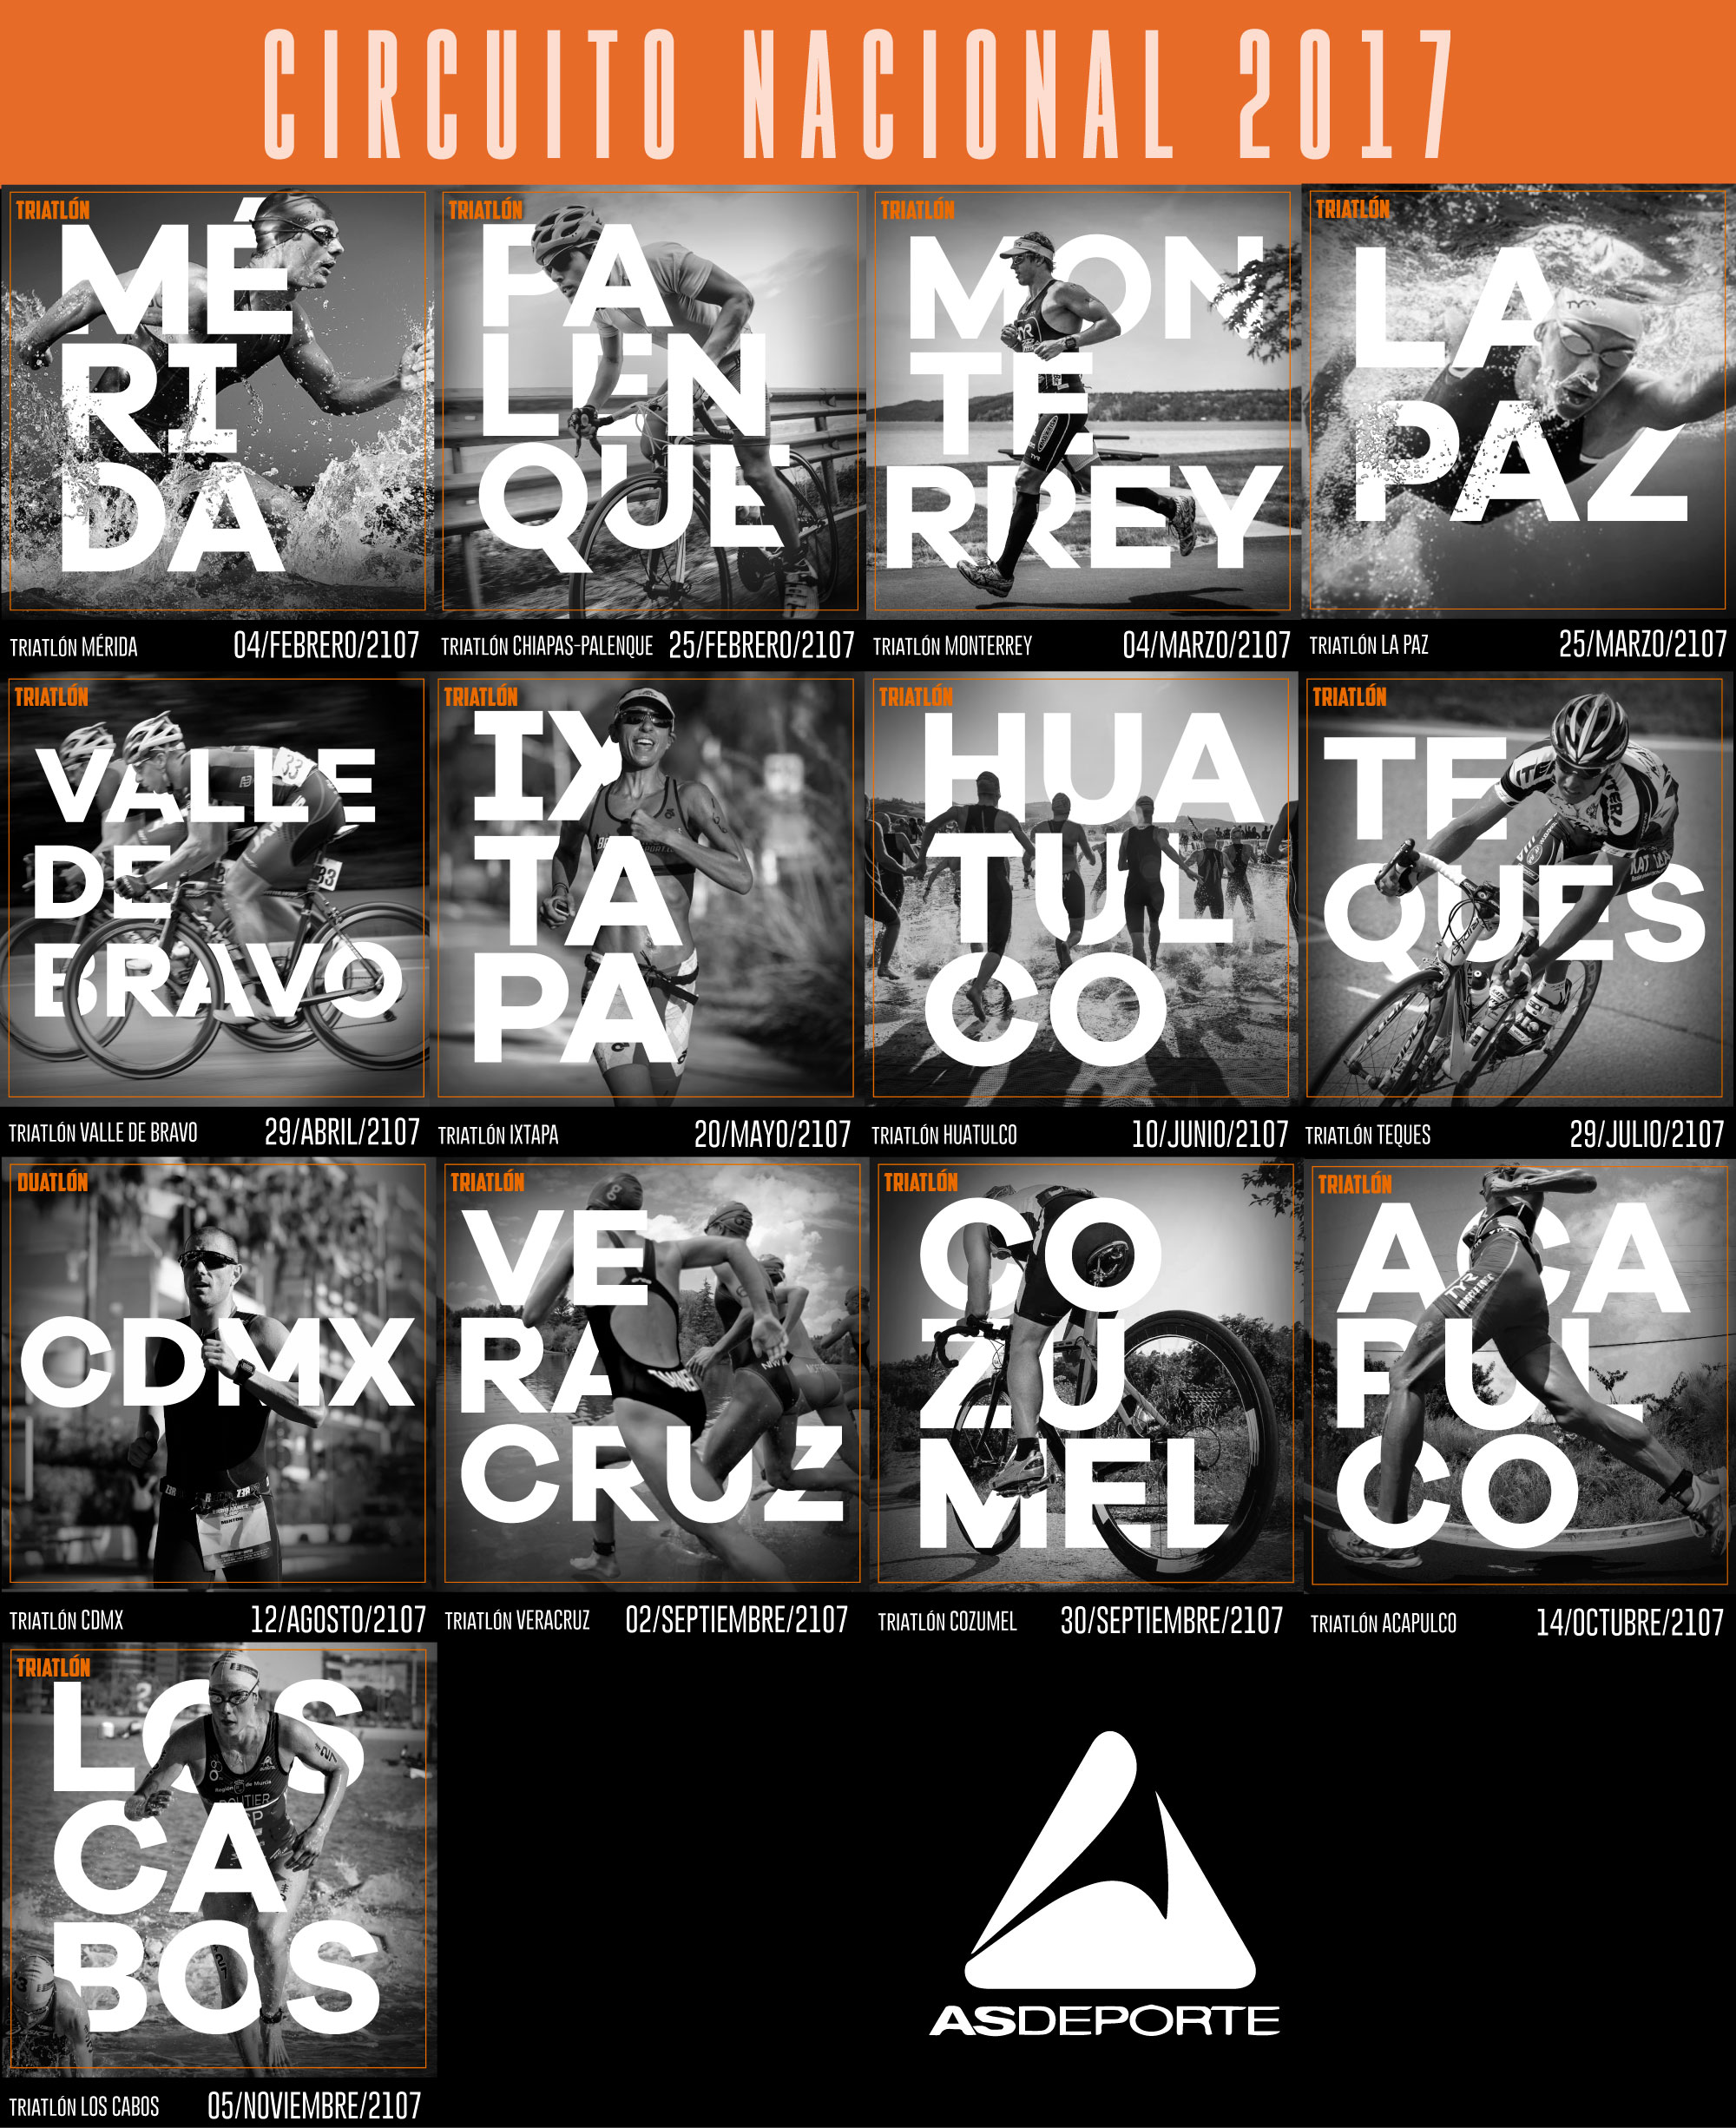 CIRCUITO NACIONAL 2017
TRIATLÓN
MÉ
RI
DA
TRIATLÓN MÉRIDA 04/FEBRERO/2107
TRIATLÓN
PA
LEN
QUE
TRIATLÓN CHIAPAS-PALENQUE 25/FEBRERO/2107
TRIATLÓN
MON
TE
RREY
TRIATLÓN MONTERREY 04/MARZO/2107
TRIATLÓN
LA
PAZ
TRIATLÓN LA PAZ 25/MARZO/2107
TRIATLÓN
VALLE
DE
BRAVO
33
33
TRIATLÓN VALLE DE BRAVO 29/ABRIL/2107
TRIATLÓN
IX
TA
PA
TRIATLÓN IXTAPA 20/MAYO/2107
TRIATLÓN
HUA
TUL
CO
TRIATLÓN HUATULCO 10/JUNIO/2107
TRIATLÓN
TE
QUES
TRIATLÓN TEQUES 29/JULIO/2107
DUATLÓN
CDMX
TRIATLÓN CDMX 12/AGOSTO/2107
TRIATLÓN
VE
RA
CRUZ
TRIATLÓN VERACRUZ 02/SEPTIEMBRE/2107
TRIATLÓN
CO
ZU
MEL
TRIATLÓN COZUMEL 30/SEPTIEMBRE/2107
TRIATLÓN
ACA
PUL
CO
TYR
TRIATLÓN ACAPULCO 14/OCTUBRE/2107
TRIATLÓN
LOS
CA
BOS
Región de Murcia
TRIATLÓN LOS CABOS 05/NOVIEMBRE/2107
ASDEPORTE